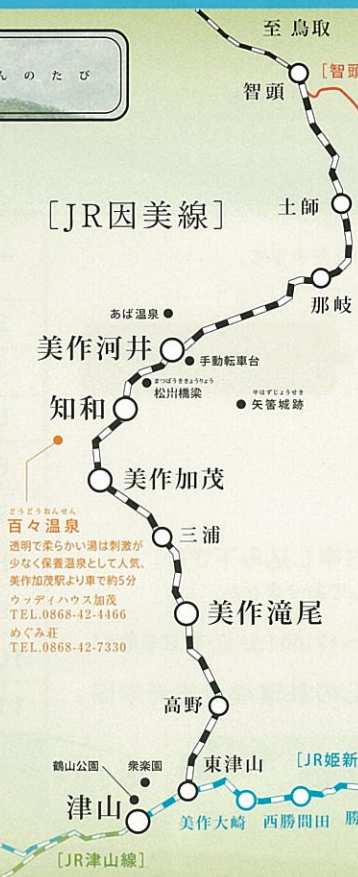 んのたび
至 鳥取
智頭
[智頭
土師
[JR因美線]
那岐
あば温泉
美作河井
手動転車台
まつぼうききょうりょう
松ぼうき橋梁
やはずじょうせき
矢筈城跡
知和
美作加茂
どうどうおんせん
百々温泉
透明で柔らかい湯は刺激が
少なく保養温泉として人気。
美作加茂駅より車で約5分
ウッディハウス加茂
TEL.0868-42-4466
めぐみ荘
TEL.0868-42-7330
三浦
美作滝尾
高野
鶴山公園
衆楽園
東津山
[JR姫新
津山
美作大崎
西勝間田
勝
[JR津山線]